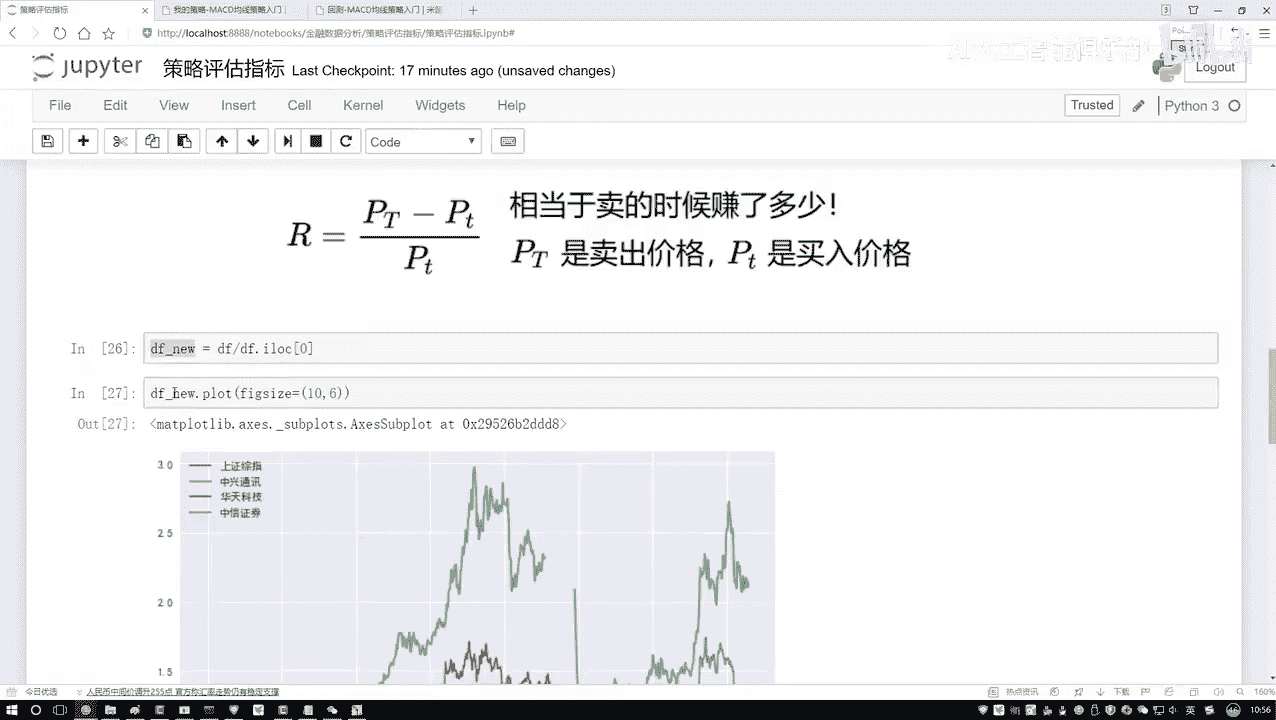 策略评估指标
我的策略-MACD均线策略入门
回测-MACD均线策略入门 | 米筐
http://localhost:8888/notebooks/金融数据分析/策略评估指标/策略评估指标.ipynb#
jupyter 策略评估指标 Last Checkpoint: 17 minutes ago (unsaved changes)
Logout
File Edit View Insert Cell Kernel Widgets Help
Trusted Python 3
Code
R = (P_T − P_t) / P_t
相当于卖的时候赚了多少！
P_T 是卖出价格，P_t 是买入价格
In [26]: df_new = df/df.iloc[0]
In [27]: df_new.plot(figsize=(10,6))
Out[27]: <matplotlib.axes._subplots.AxesSubplot at 0x29526b2ddd8>
3.0
2.5
2.0
1.5
上证综指
中兴通讯
华天科技
中信证券
今日优选
人民币中间价调升255点 官方称汇率走势仍有稳定支撑
热点资讯
下载
160%
英
10:56